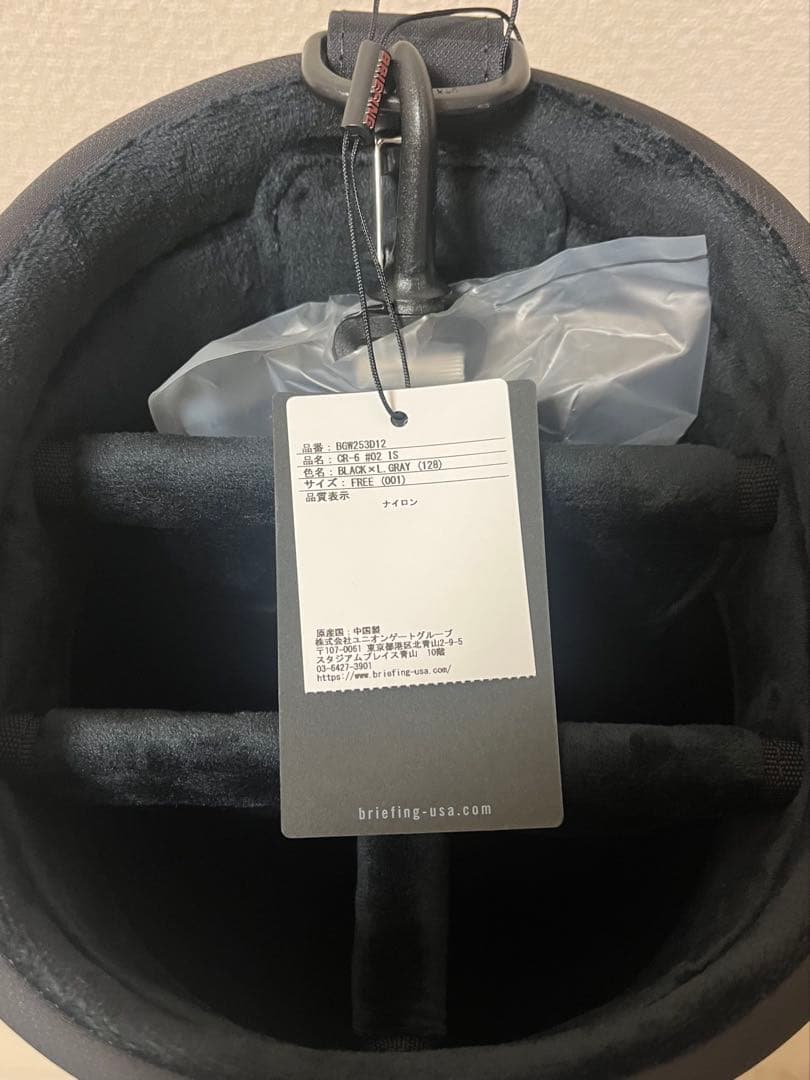 BRIEFING
品番 : BGW253D12
品名 : CR-6 #02 1S
色名 : BLACK×L.GRAY (128)
サイズ : FREE (001)
品質表示
ナイロン
原産国 : 中国製
株式会社ユニオンゲートグループ
〒107-0061 東京都港区北青山2-9-5
スタジアムプレイス青山 10階
03-6427-3901
https://www.briefing-usa.com/
briefing-usa.com